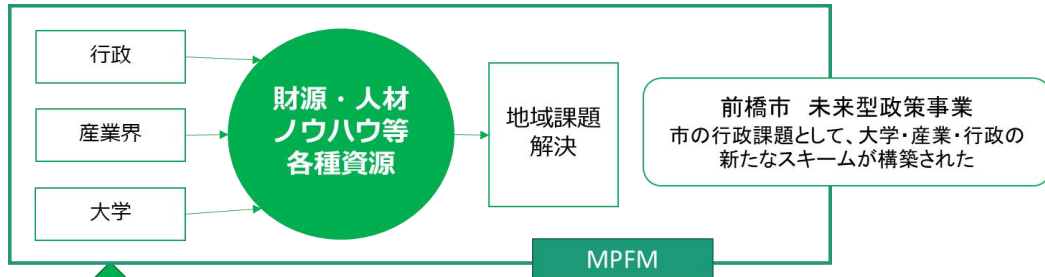 行政
産業界
大学
財源・人材
ノウハウ等
各種資源
地域課題
解決
前橋市 未来型政策事業
市の行政課題として、大学・産業・行政の
新たなスキームが構築された
MPFM